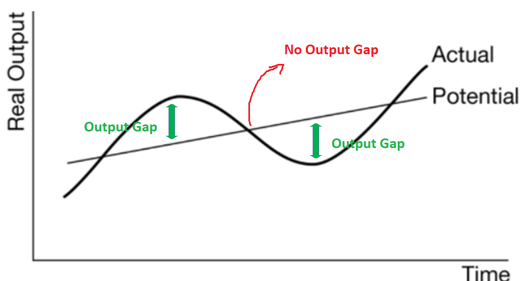 Real Output
No Output Gap
Actual
Potential
Output Gap
Output Gap
Time